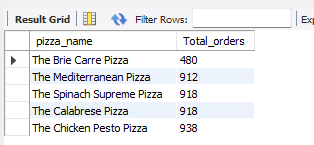 Result Grid Filter Rows: Exp
pizza_name Total_orders
The Brie Carre Pizza 480
The Mediterranean Pizza 912
The Spinach Supreme Pizza 918
The Calabrese Pizza 918
The Chicken Pesto Pizza 938